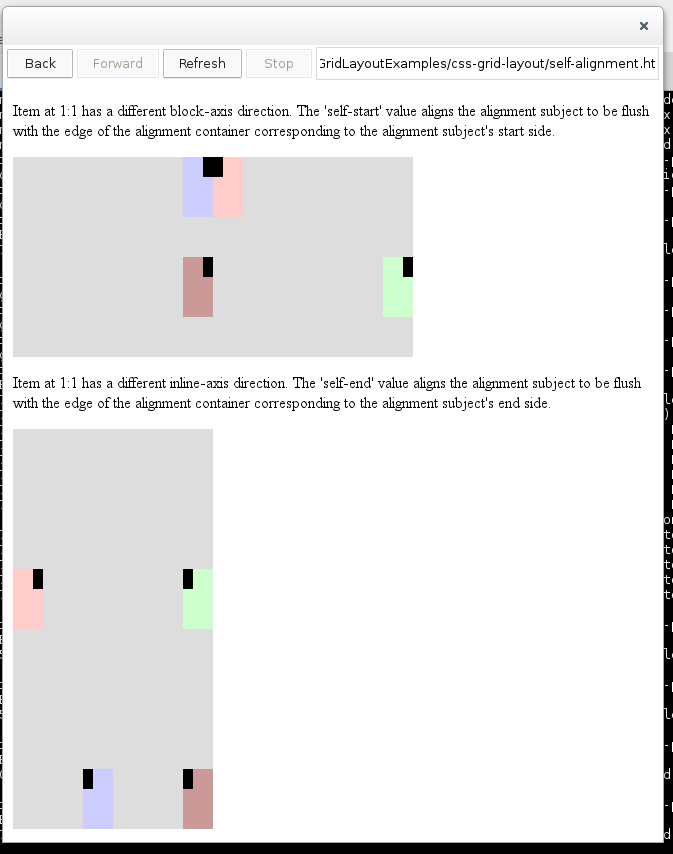 Back Forward Refresh Stop GridLayoutExamples/css-grid-layout/self-alignment.ht
Item at 1:1 has a different block-axis direction. The 'self-start' value aligns the alignment subject to be flush
with the edge of the alignment container corresponding to the alignment subject's start side.
Item at 1:1 has a different inline-axis direction. The 'self-end' value aligns the alignment subject to be flush
with the edge of the alignment container corresponding to the alignment subject's end side.